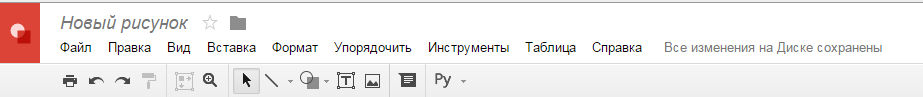 Новый рисунок
Файл Правка Вид Вставка Формат Упорядочить Инструменты Таблица Справка Все изменения на Диске сохранены
T Ру